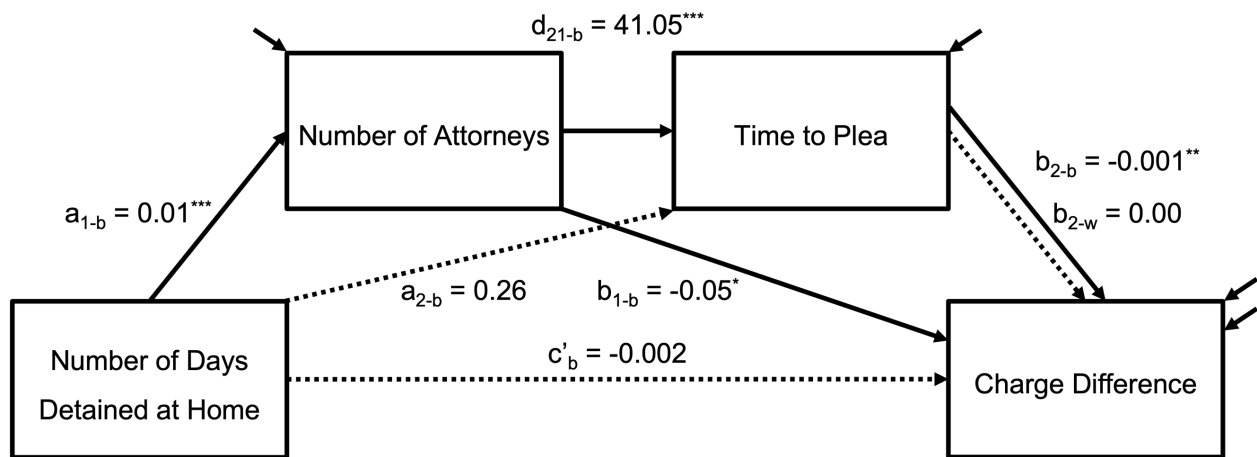 d21-b = 41.05***
Number of Attorneys
Time to Plea
b2-b = -0.001**
b2-w = 0.00
a1-b = 0.01***
a2-b = 0.26
b1-b = -0.05*
Number of Days
Detained at Home
c’b = -0.002
Charge Difference